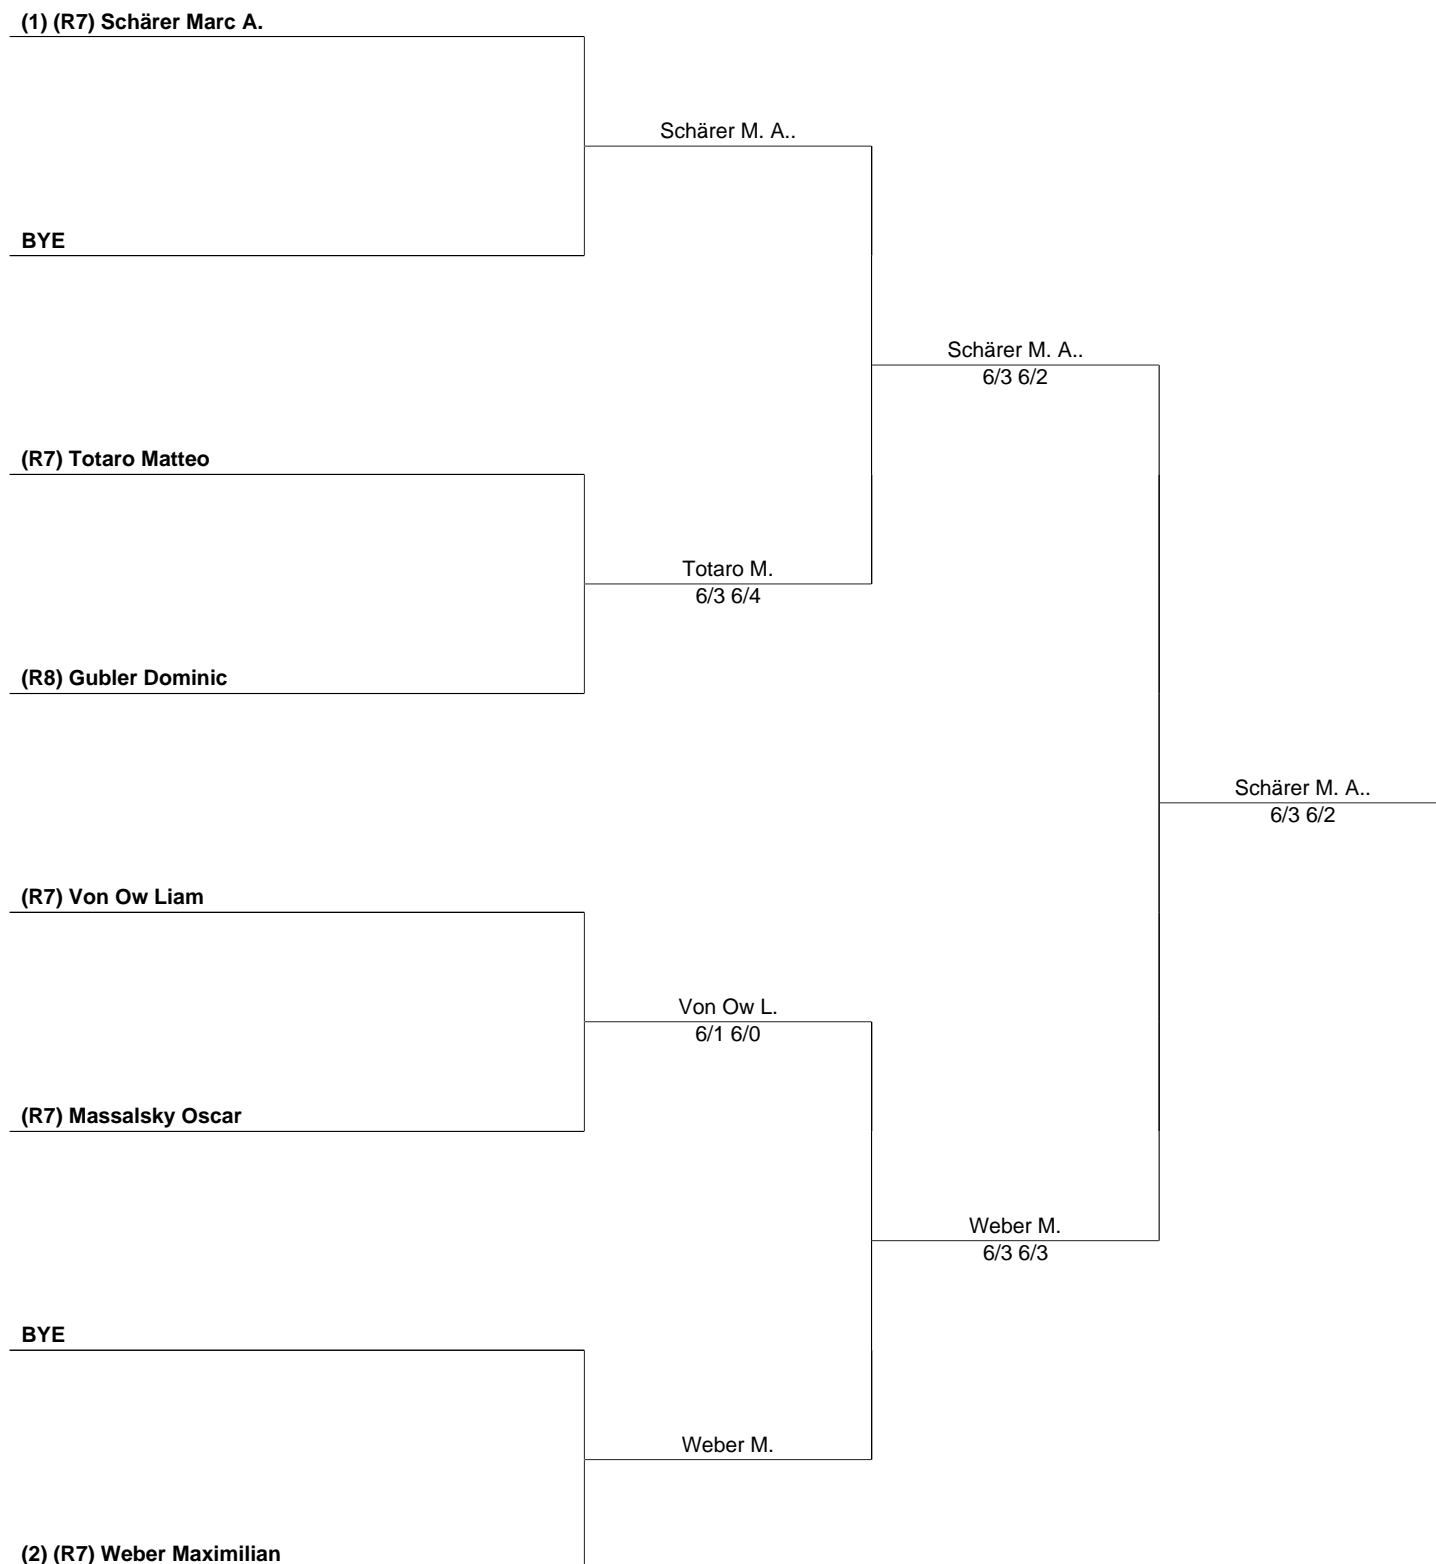 (1) (R7) Schärer Marc A.
Schärer M. A..
BYE
Schärer M. A..
6/3 6/2
(R7) Totaro Matteo
Totaro M.
6/3 6/4
(R8) Gubler Dominic
Schärer M. A..
6/3 6/2
(R7) Von Ow Liam
Von Ow L.
6/1 6/0
(R7) Massalsky Oscar
Weber M.
6/3 6/3
BYE
Weber M.
(2) (R7) Weber Maximilian